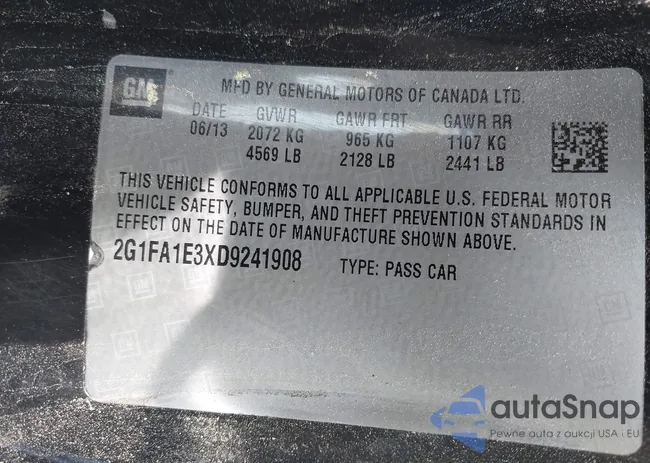 GM
MFD BY GENERAL MOTORS OF CANADA LTD.
DATE GVWR GAWR FRT GAWR RR
06/13 2072 KG 965 KG 1107 KG
4569 LB 2128 LB 2441 LB
THIS VEHICLE CONFORMS TO ALL APPLICABLE U.S. FEDERAL MOTOR
VEHICLE SAFETY, BUMPER, AND THEFT PREVENTION STANDARDS IN
EFFECT ON THE DATE OF MANUFACTURE SHOWN ABOVE.
2G1FA1E3XD9241908 TYPE: PASS CAR
autaSnap
Pewne auta z aukcji USA i EU